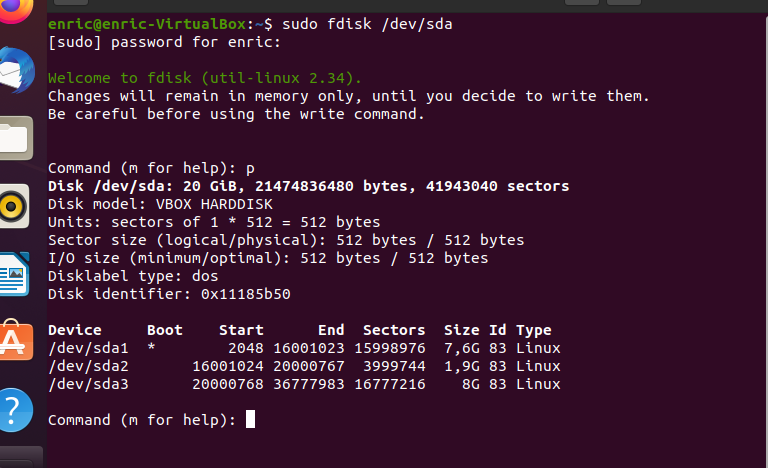 enric@enric-VirtualBox:~$ sudo fdisk /dev/sda
[sudo] password for enric:
Welcome to fdisk (util-linux 2.34).
Changes will remain in memory only, until you decide to write them.
Be careful before using the write command.
Command (m for help): p
Disk /dev/sda: 20 GiB, 21474836480 bytes, 41943040 sectors
Disk model: VBOX HARDDISK
Units: sectors of 1 * 512 = 512 bytes
Sector size (logical/physical): 512 bytes / 512 bytes
I/O size (minimum/optimal): 512 bytes / 512 bytes
Disklabel type: dos
Disk identifier: 0x11185b50
Device     Boot    Start      End  Sectors  Size Id Type
/dev/sda1  *        2048 16001023 15998976  7,6G 83 Linux
/dev/sda2       16001024 20000767  3999744  1,9G 83 Linux
/dev/sda3       20000768 36777983 16777216    8G 83 Linux
Command (m for help):